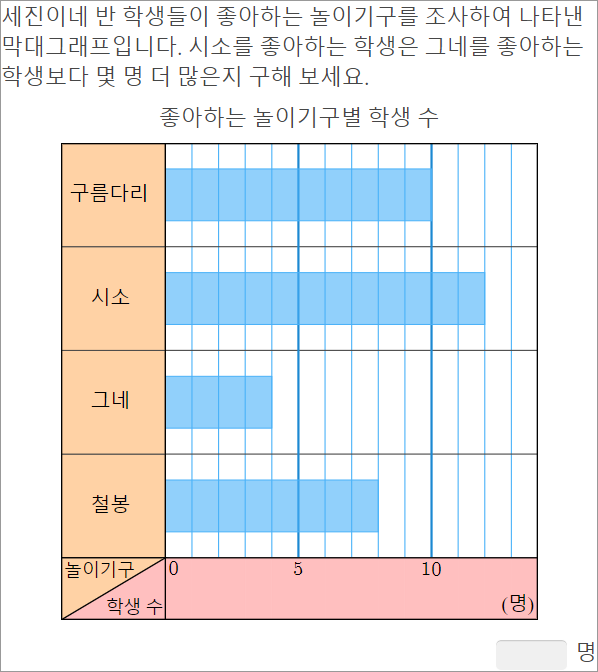 세진이네 반 학생들이 좋아하는 놀이기구를 조사하여 나타낸
막대그래프입니다. 시소를 좋아하는 학생은 그네를 좋아하는
학생보다 몇 명 더 많은지 구해 보세요.
좋아하는 놀이기구별 학생 수
구름다리
시소
그네
철봉
놀이기구
학생 수
0 5 10
(명)
명